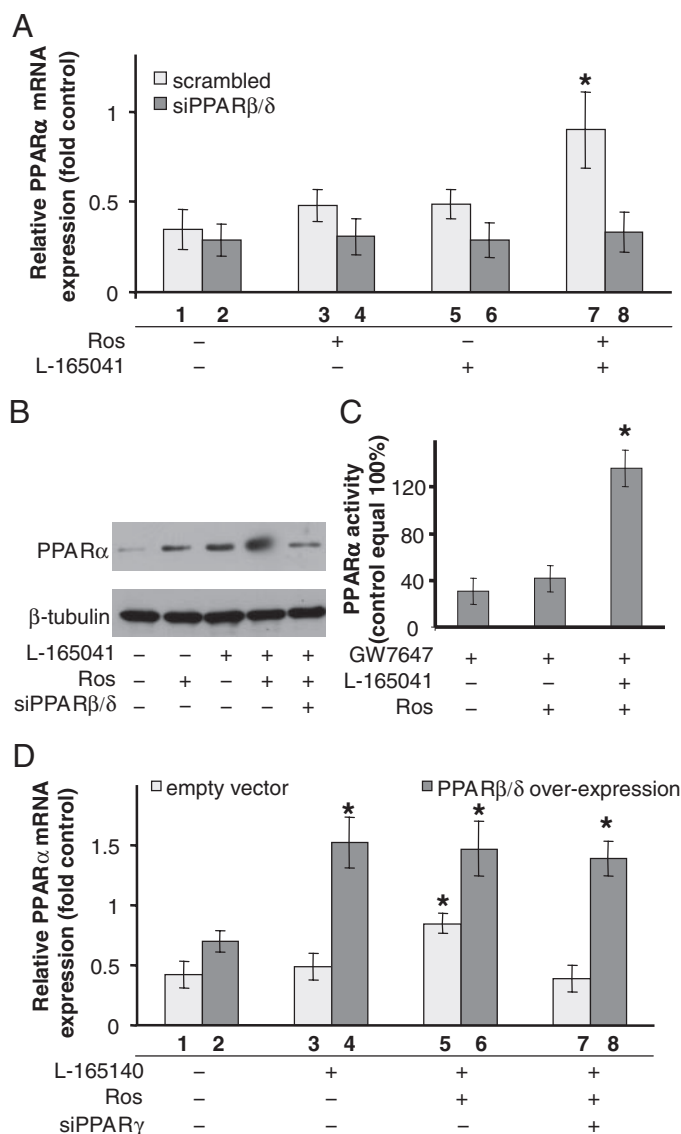 A
Relative PPARα mRNA
expression (fold control)
scrambled
siPPARβ/δ
*
1
0.5
0
1 2 3 4 5 6 7 8
Ros – + – +
L-165041 – – + +
B
PPARα
β-tubulin
L-165041 – – + + +
Ros – + – + +
siPPARβ/δ – – – – +
C
PPARα activity
(control equal 100%)
*
120
80
40
0
GW7647 + + +
L-165041 – – +
Ros – + +
D
Relative PPARα mRNA
expression (fold control)
empty vector
PPARβ/δ over-expression
* * * *
1.5
1
0.5
0
1 2 3 4 5 6 7 8
L-165140 – + + +
Ros – – + +
siPPARγ – – – +